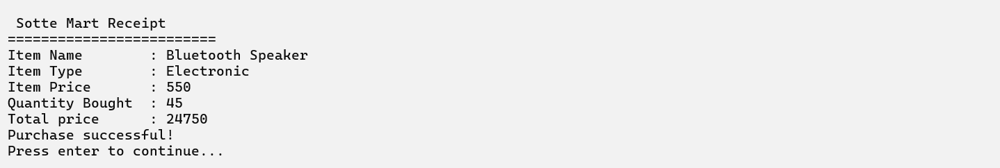 Sotte Mart Receipt
=========================
Item Name        : Bluetooth Speaker
Item Type        : Electronic
Item Price       : 550
Quantity Bought  : 45
Total price      : 24750
Purchase successful!
Press enter to continue...